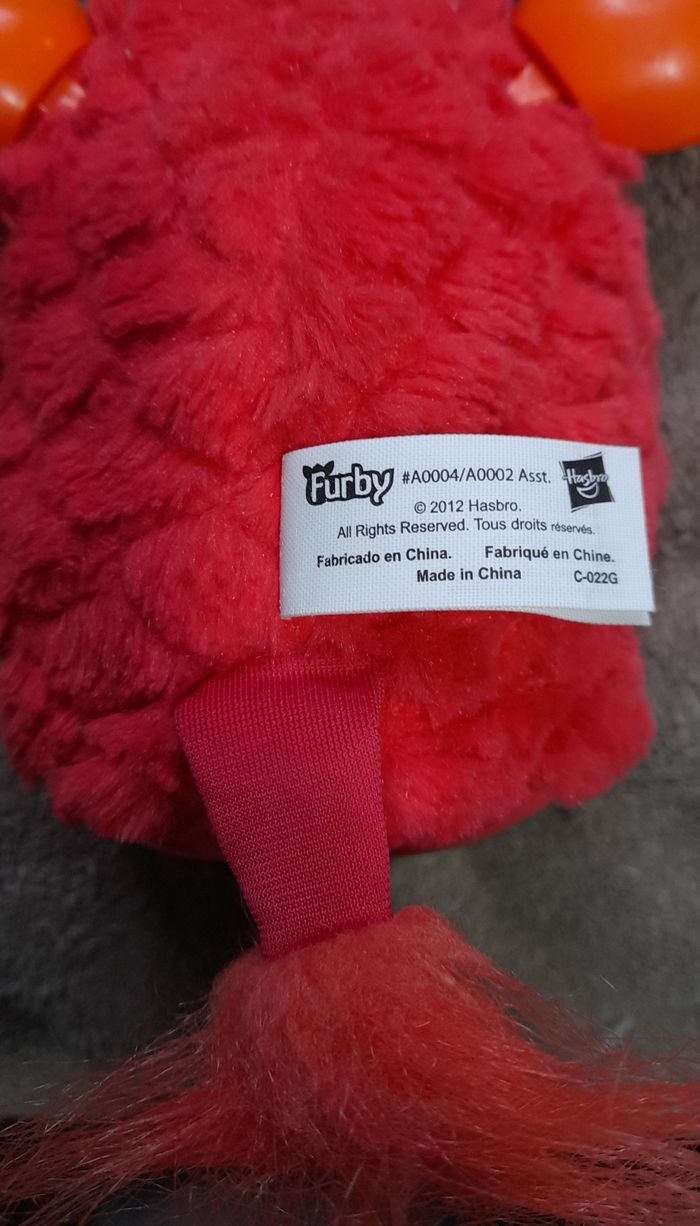 Furby #A0004/A0002 Asst. Hasbro
© 2012 Hasbro.
All Rights Reserved. Tous droits réservés.
Fabricado en China. Fabriqué en Chine.
Made in China C-022G